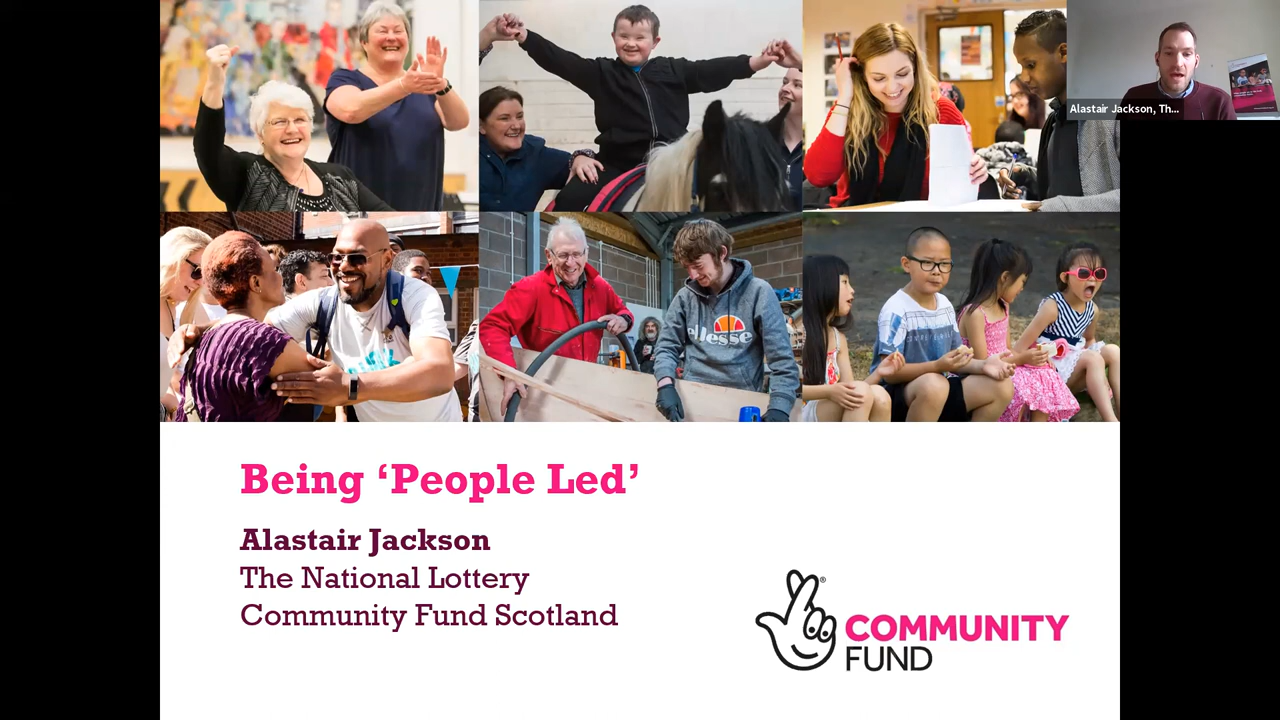 Alastair Jackson, Th...
ellesse
Being ‘People Led’
Alastair Jackson
The National Lottery
Community Fund Scotland
COMMUNITY
FUND